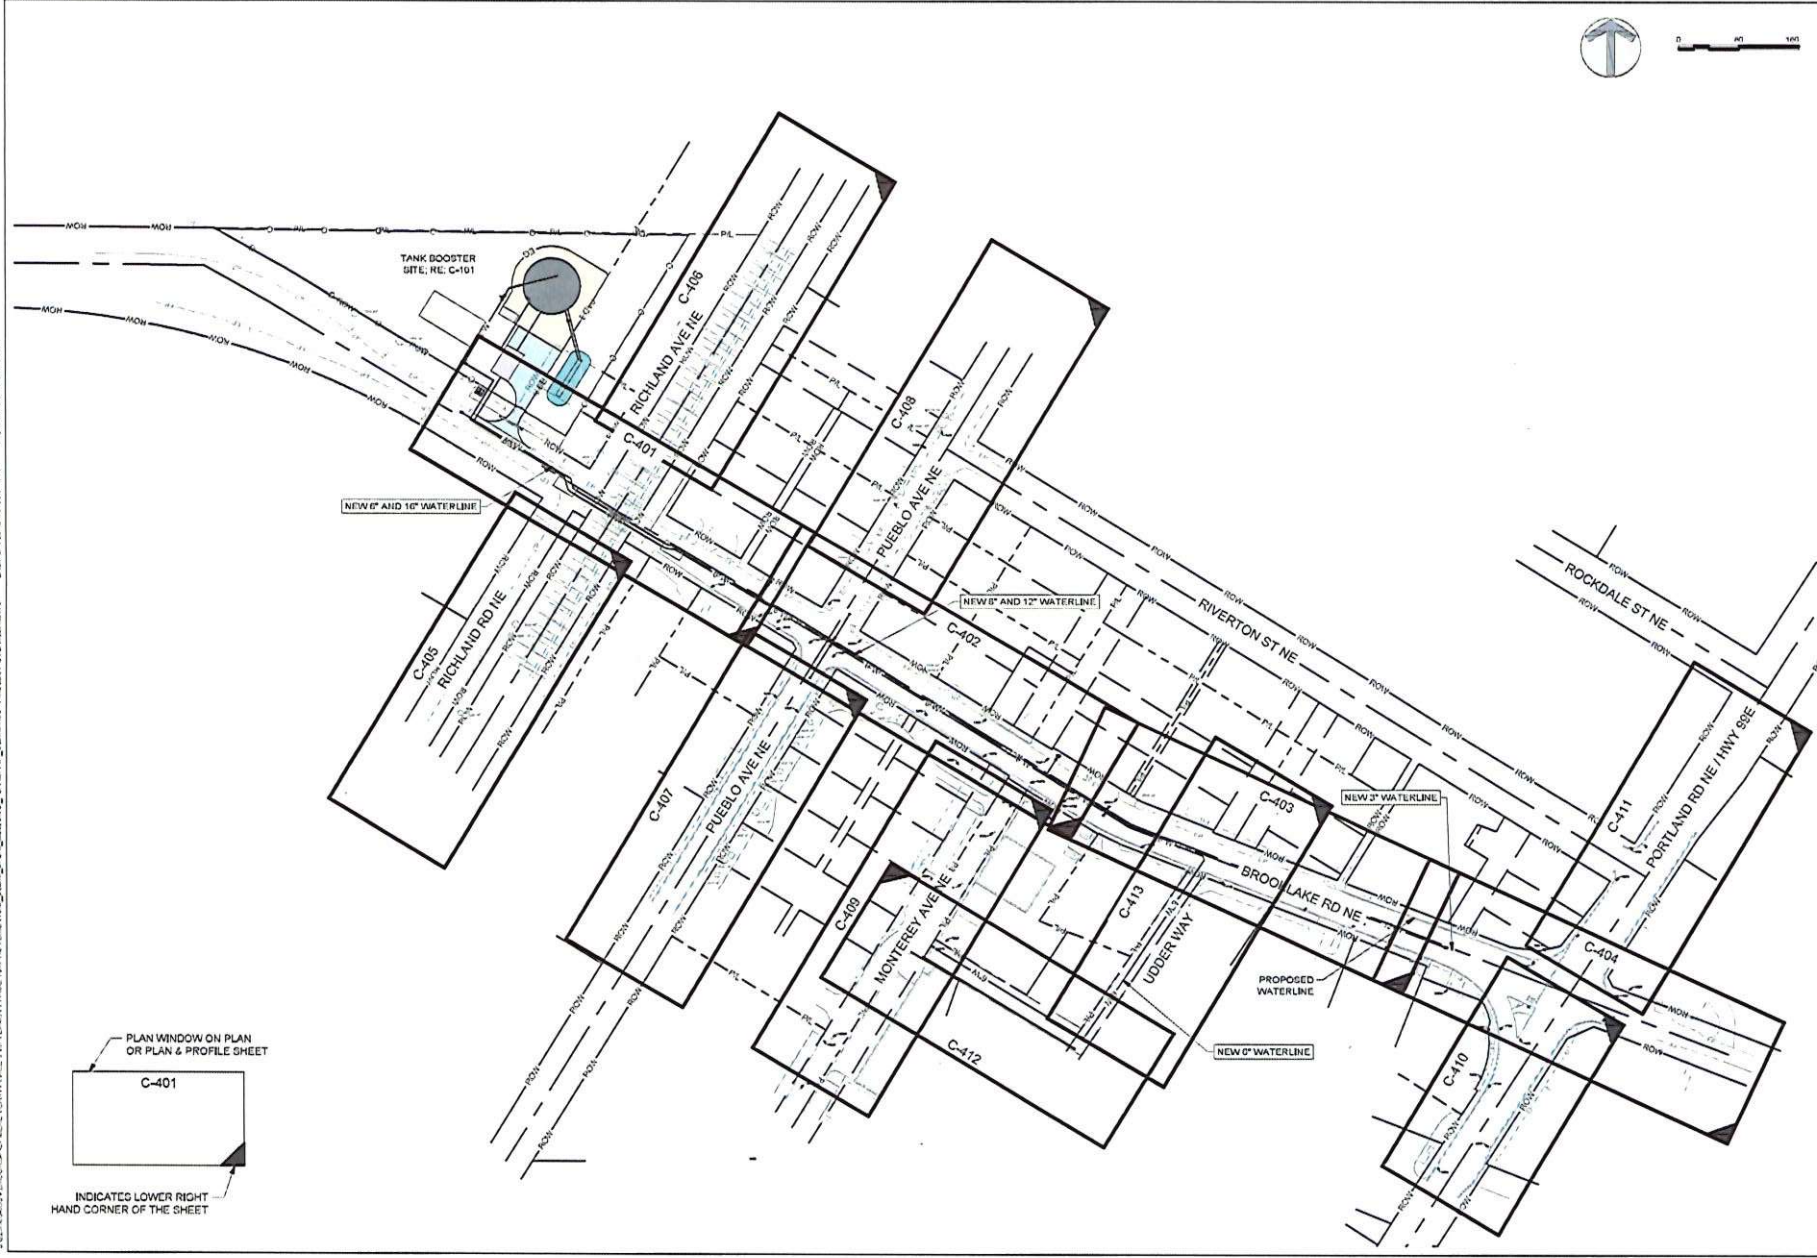 0 80 160
TANK BOOSTER
SITE; RE: C-101
C-406
RICHLAND AVE NE
C-401
C-408
PUEBLO AVE NE
NEW 6" AND 16" WATERLINE
NEW 8" AND 12" WATERLINE
C-402
RIVERTON ST NE
ROCKDALE ST NE
C-405
RICHLAND RD NE
C-407
PUEBLO AVE NE
C-409
MONTEREY AVE NE
C-403
NEW 3" WATERLINE
C-411
PORTLAND RD NE / HWY 99E
BROOKLAKE RD NE
C-413
UDDER WAY
C-404
PROPOSED
WATERLINE
C-412
NEW 6" WATERLINE
C-410
ROW
P/L
PLAN WINDOW ON PLAN
OR PLAN & PROFILE SHEET
C-401
INDICATES LOWER RIGHT
HAND CORNER OF THE SHEET